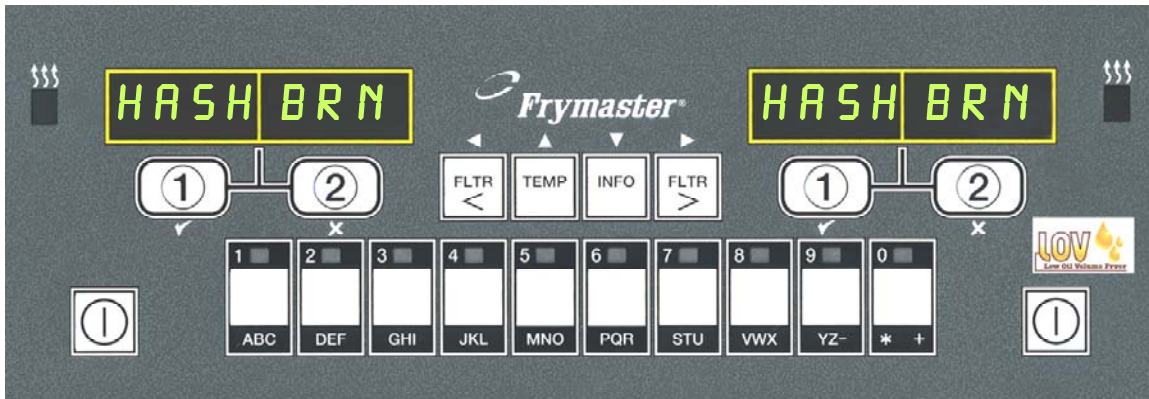 HASH BRN
Frymaster®
HASH BRN
1 2
FLTR < TEMP INFO FLTR >
1 2
LOV
Low Oil Volume Fryer
1 2 3 4 5 6 7 8 9 0
ABC DEF GHI JKL MNO PQR STU VWX YZ- * +